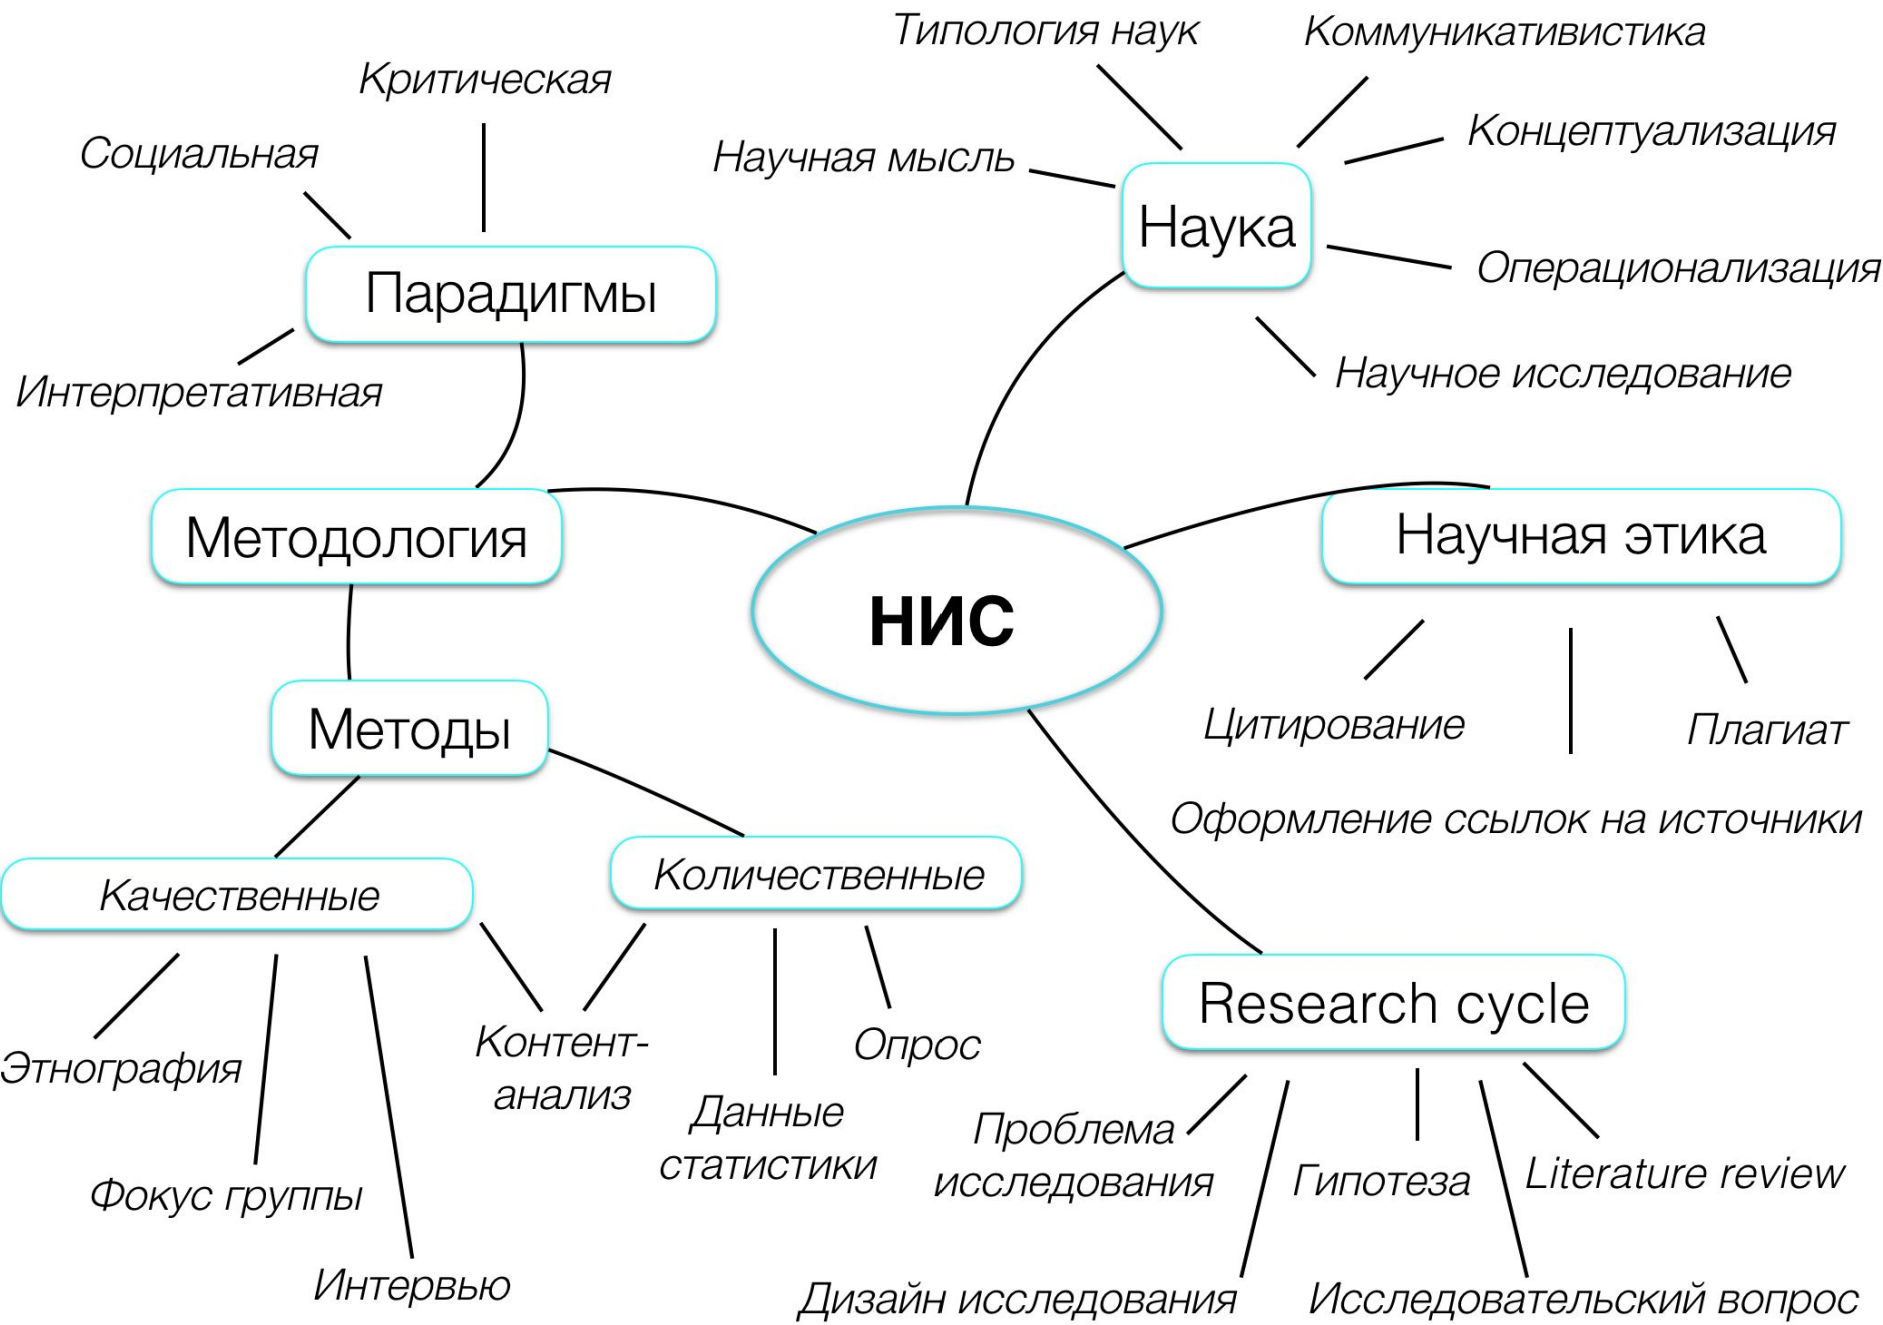 Типология наук
Коммуникативистика
Критическая
Социальная
Научная мысль
Концептуализация
Наука
Парадигмы
Операционализация
Интерпретативная
Научное исследование
Методология
Научная этика
НИС
Методы
Цитирование
Плагиат
Оформление ссылок на источники
Качественные
Количественные
Research cycle
Этнография
Контент-
анализ
Опрос
Данные
статистики
Проблема
исследования
Гипотеза
Literature review
Фокус группы
Интервью
Дизайн исследования
Исследовательский вопрос